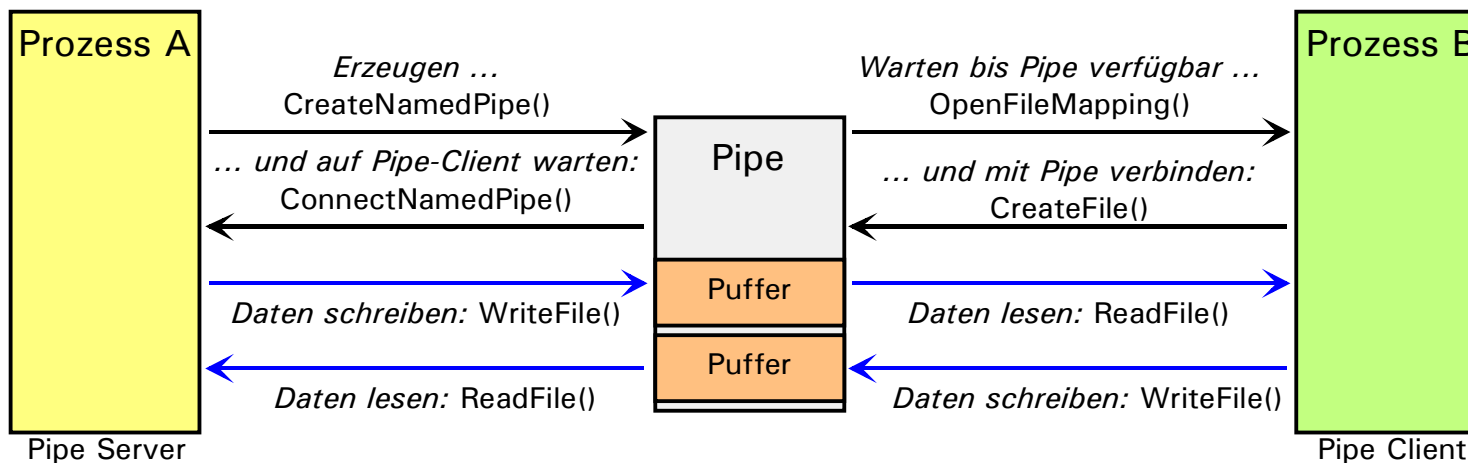 Prozess A
Erzeugen ...
CreateNamedPipe()
... und auf Pipe-Client warten:
ConnectNamedPipe()
Daten schreiben: WriteFile()
Daten lesen: ReadFile()
Pipe Server
Pipe
Puffer
Puffer
Warten bis Pipe verfügbar ...
OpenFileMapping()
... und mit Pipe verbinden:
CreateFile()
Daten lesen: ReadFile()
Daten schreiben: WriteFile()
Prozess B
Pipe Client